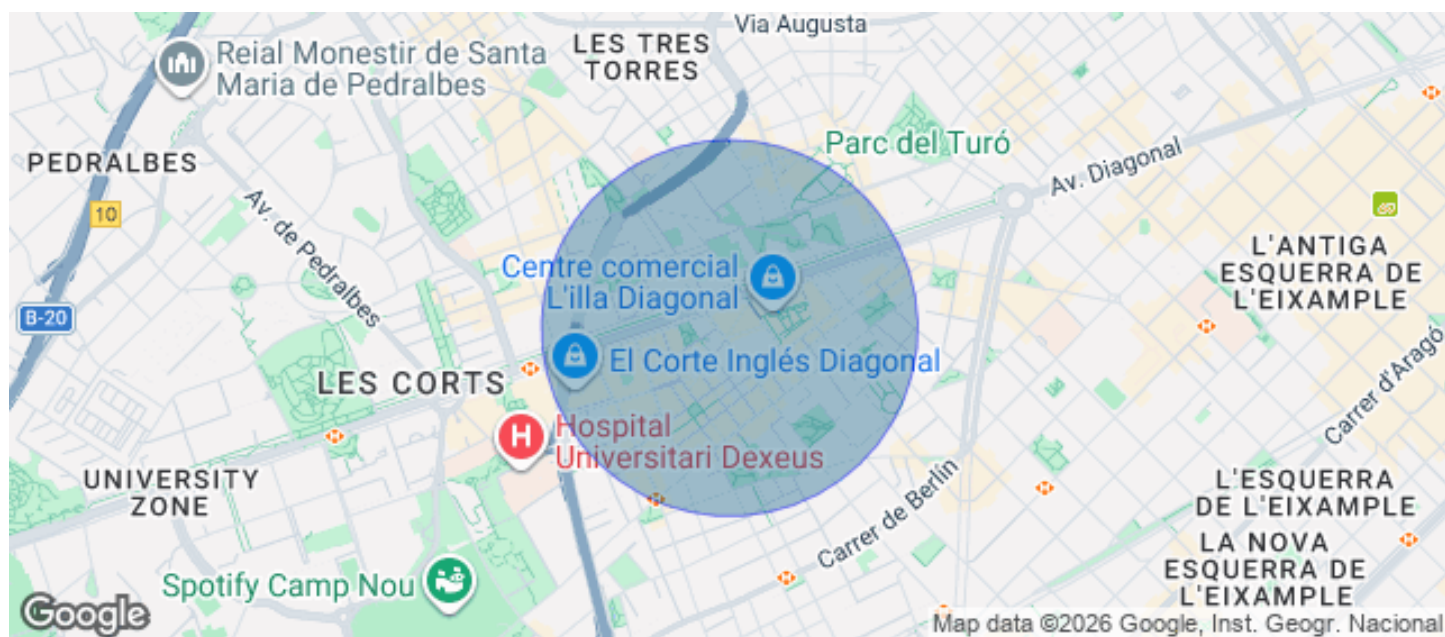 Via Augusta
Reial Monestir de Santa
Maria de Pedralbes
LES TRES
TORRES
Parc del Turó
PEDRALBES
Av. Diagonal
10
Av. de Pedralbes
L'ANTIGA
ESQUERRA DE
L'EIXAMPLE
Centre comercial
L'illa Diagonal
B-20
El Corte Inglés Diagonal
LES CORTS
Carrer d'Aragó
H
Hospital
Universitari Dexeus
UNIVERSITY
ZONE
L'ESQUERRA
DE L'EIXAMPLE
Carrer de Berlín
LA NOVA
ESQUERRA DE
L'EIXAMPLE
Spotify Camp Nou
Google
Map data ©2026 Google, Inst. Geogr. Nacional